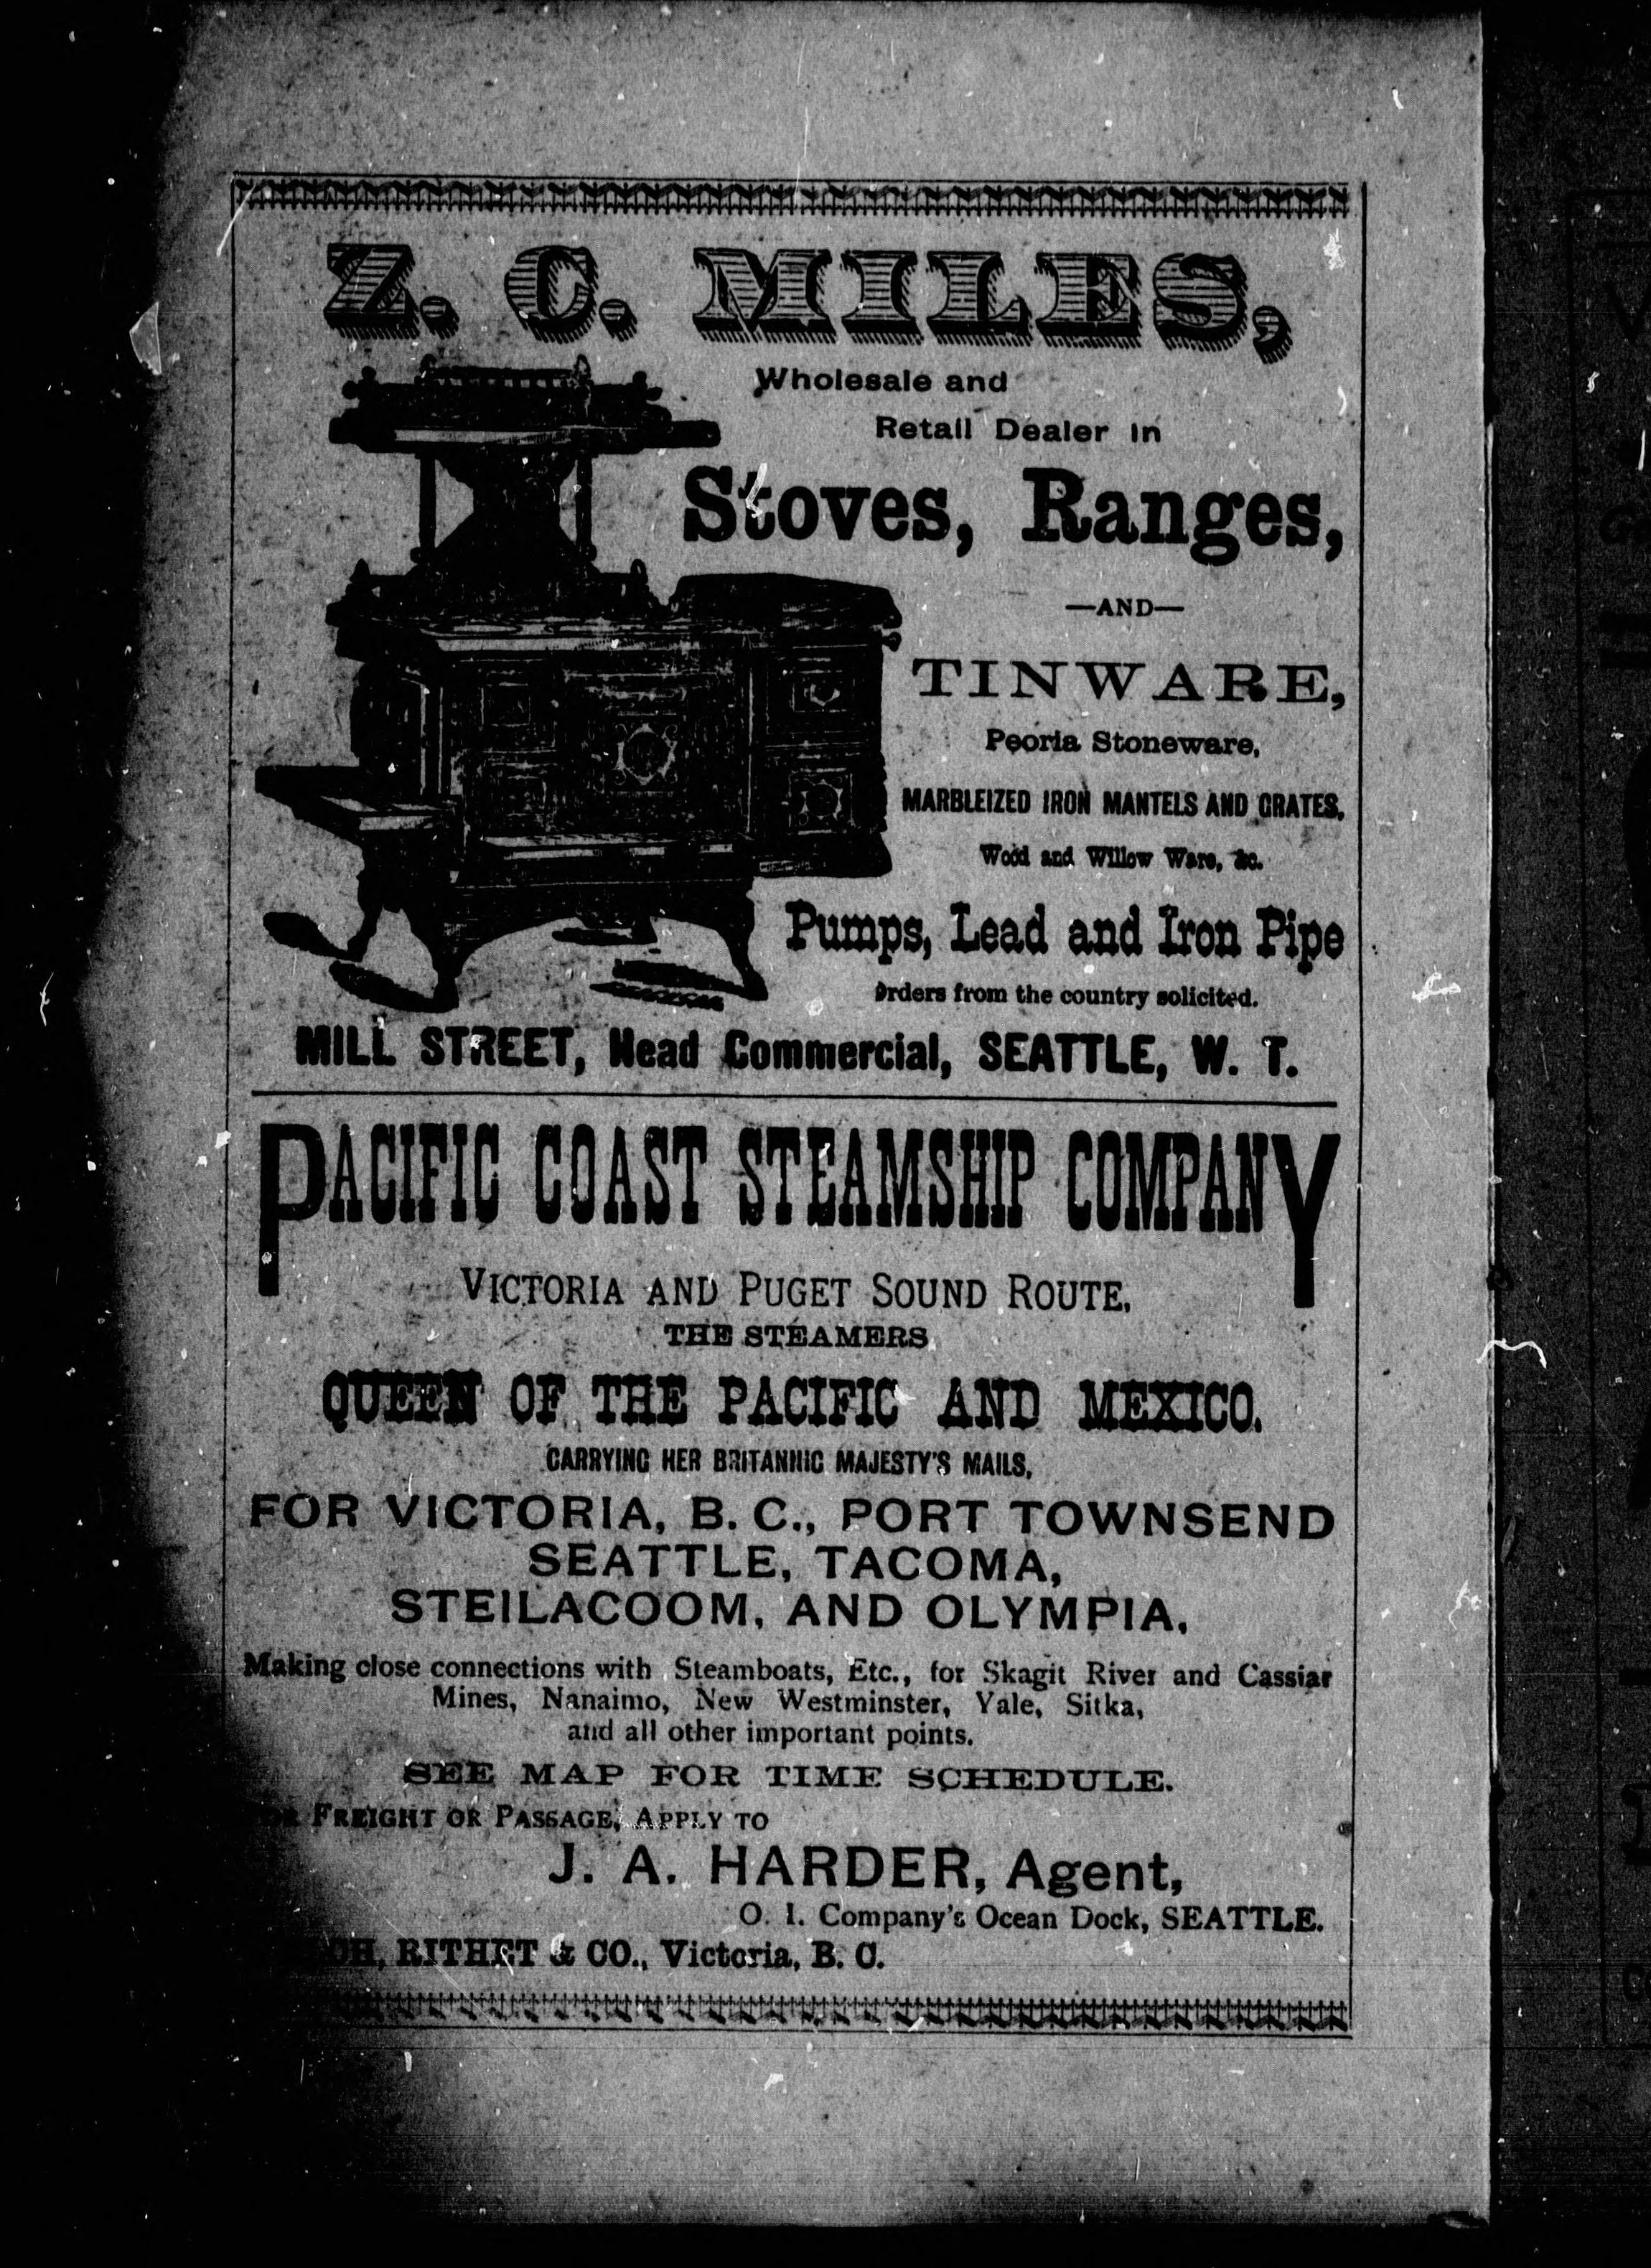 Z. C. MILES,
Wholesale and
Retail Dealer in
Stoves, Ranges,
—AND—
TINWARE,
Peoria Stoneware,
MARBLEIZED IRON MANTELS AND GRATES,
Wood and Willow Ware, &c.
Pumps, Lead and Iron Pipe
Orders from the country solicited.
MILL STREET, Head Commercial, SEATTLE, W. T.
PACIFIC COAST STEAMSHIP COMPANY
VICTORIA AND PUGET SOUND ROUTE,
THE STEAMERS
QUEEN OF THE PACIFIC AND MEXICO.
CARRYING HER BRITANNIC MAJESTY'S MAILS,
FOR VICTORIA, B. C., PORT TOWNSEND
SEATTLE, TACOMA,
STEILACOOM, AND OLYMPIA,
Making close connections with Steamboats, Etc., for Skagit River and Cassiar
Mines, Nanaimo, New Westminster, Yale, Sitka,
and all other important points.
SEE MAP FOR TIME SCHEDULE.
FREIGHT OR PASSAGE, APPLY TO
J. A. HARDER, Agent,
O. I. Company's Ocean Dock, SEATTLE.
RITHET & CO., Victoria, B. C.